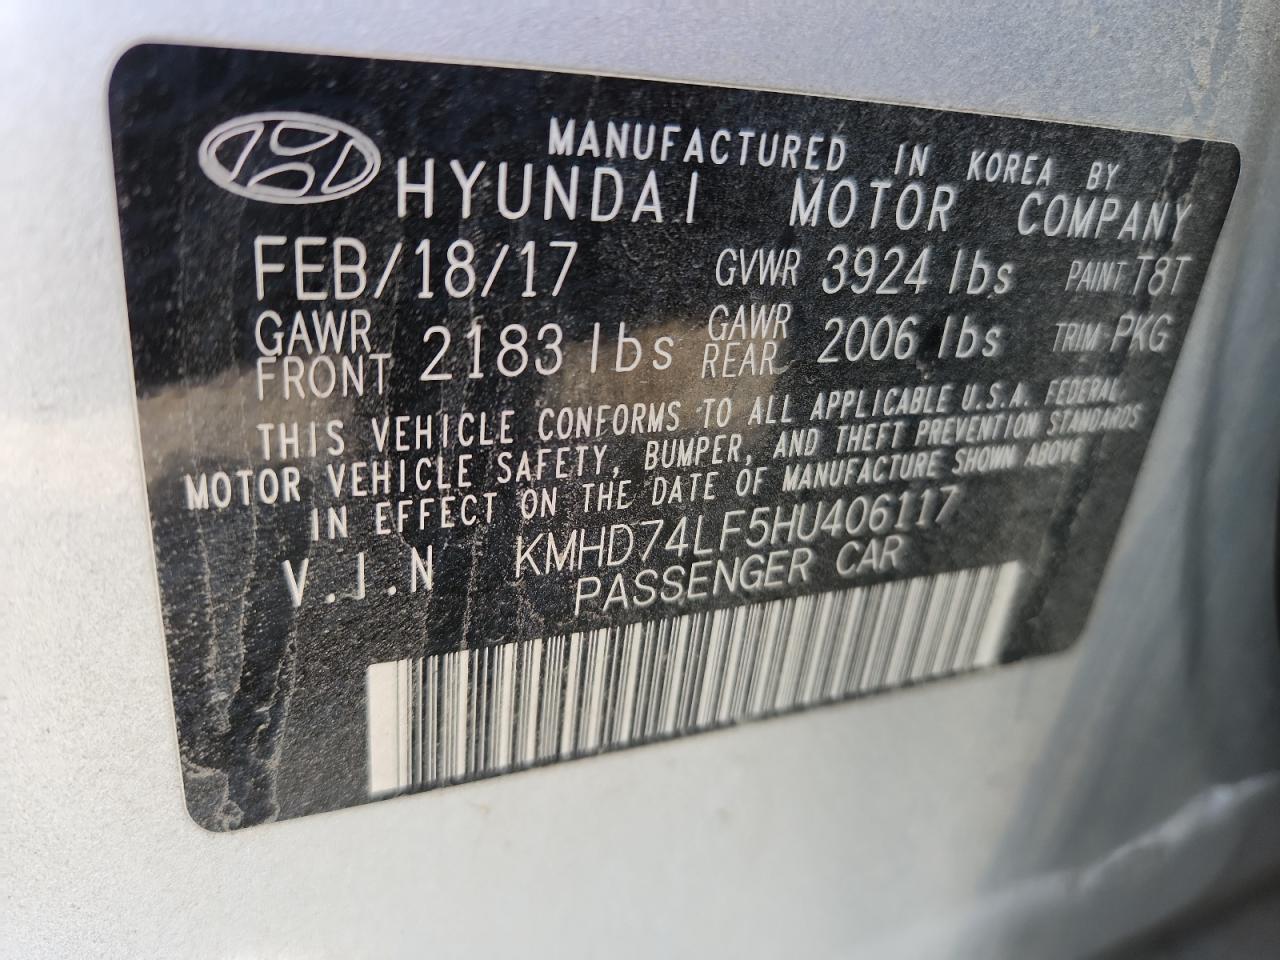 MANUFACTURED IN KOREA BY
HYUNDAI MOTOR COMPANY
FEB/18/17 GVWR 3924 lbs PAINT T8T
GAWR FRONT 2183 lbs GAWR REAR 2006 lbs TRIM PKG
THIS VEHICLE CONFORMS TO ALL APPLICABLE U.S.A. FEDERAL
MOTOR VEHICLE SAFETY, BUMPER, AND THEFT PREVENTION STANDARDS
IN EFFECT ON THE DATE OF MANUFACTURE SHOWN ABOVE
V.I.N KMHD74LF5HU406117
PASSENGER CAR